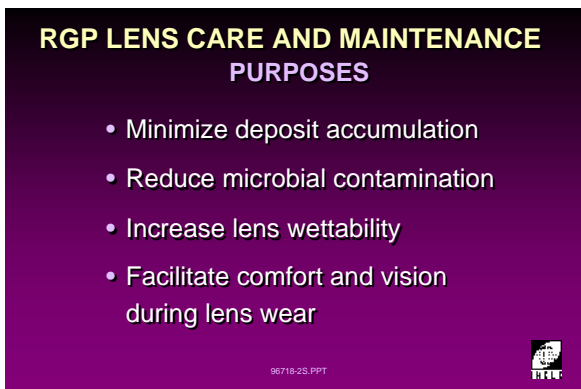 RGP LENS CARE AND MAINTENANCE
PURPOSES
• Minimize deposit accumulation
• Reduce microbial contamination
• Increase lens wettability
• Facilitate comfort and vision
during lens wear
96718-2S.PPT